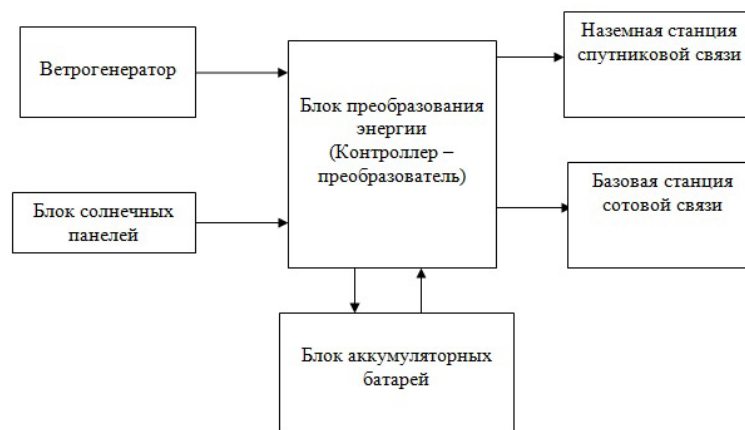 Ветрогенератор
Блок солнечных
панелей
Блок преобразования
энергии
(Контроллер –
преобразователь)
Наземная станция
спутниковой связи
Базовая станция
сотовой связи
Блок аккумуляторных
батарей